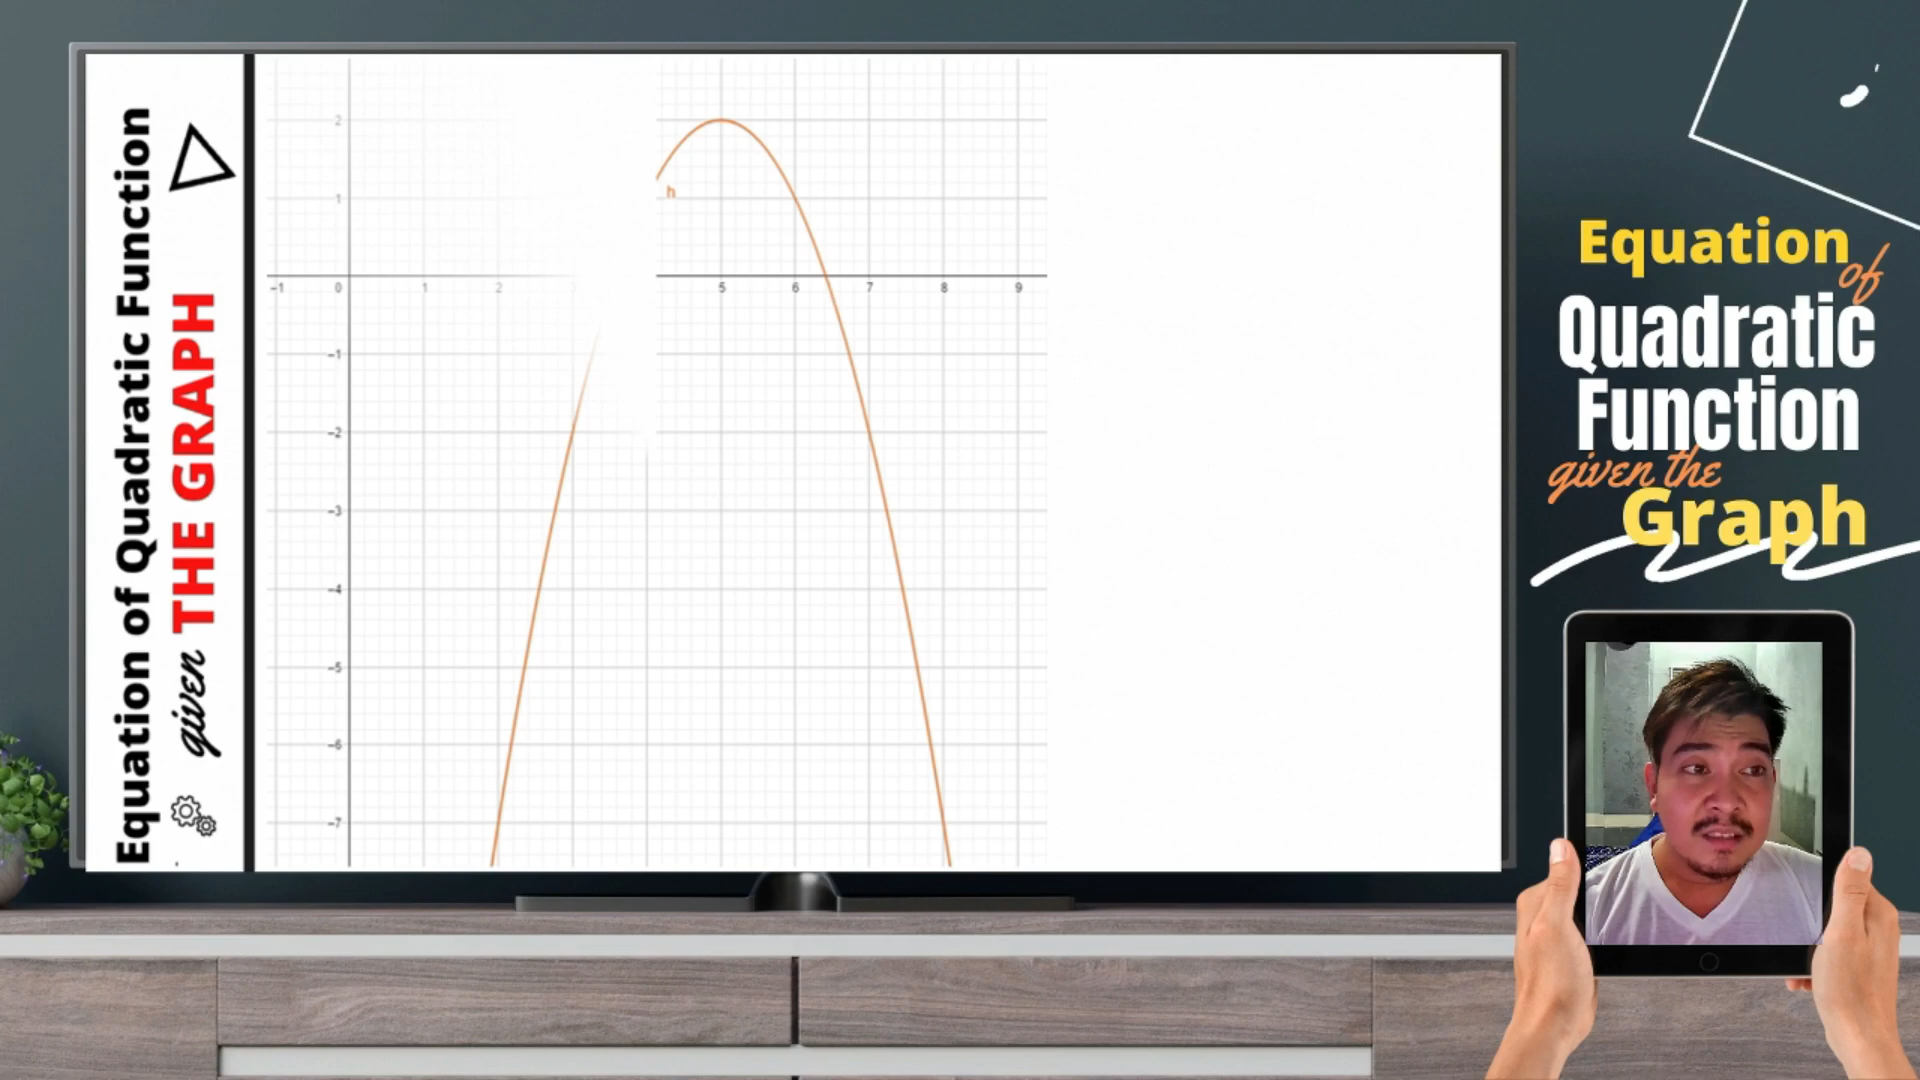 Equation of Quadratic Function
given THE GRAPH
2
1
h
-1 0 1 2 5 6 7 8 9
-1
-2
-3
-4
-5
-6
-7
Equation
of
Quadratic
Function
given the
Graph